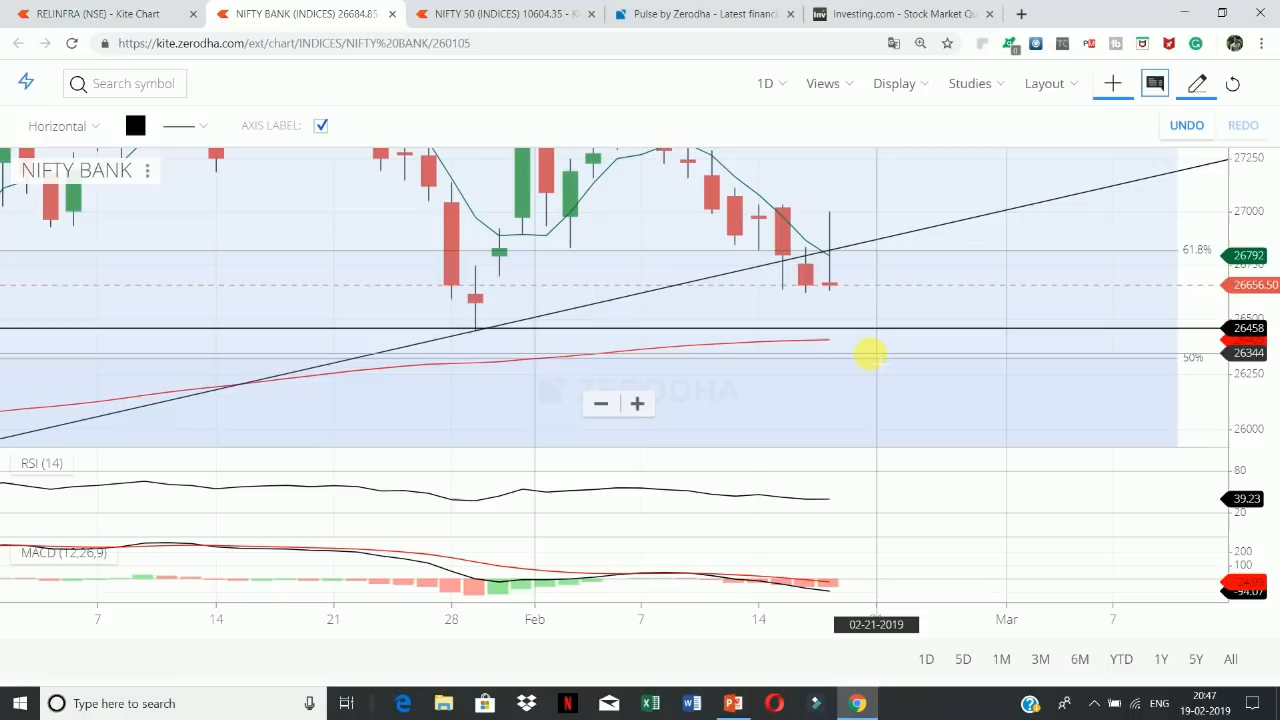 RELINFRA (NSE) - Lite Chart
NIFTY BANK (INDICES) 26684.85
NIFTY 50 (INDICES) 10604.35 - K
Pulse by Zerodha - Latest financi
Investing.com - Stock Market Qu
https://kite.zerodha.com/ext/chart/INDICES/NIFTY%20BANK/260105
Search symbol
1D
Views
Display
Studies
Layout
Horizontal
AXIS LABEL:
UNDO
REDO
NIFTY BANK
27250
27000
61.8%
26792
26656.50
26458
26344
50%
26250
ZERODHA
26000
RSI (14)
80
39.23
20
MACD (12,26,9)
200
100
-94.07
7
14
21
28
Feb
7
14
02-21-2019
Mar
7
1D
5D
1M
3M
6M
YTD
1Y
5Y
All
Type here to search
ENG
20:47
19-02-2019